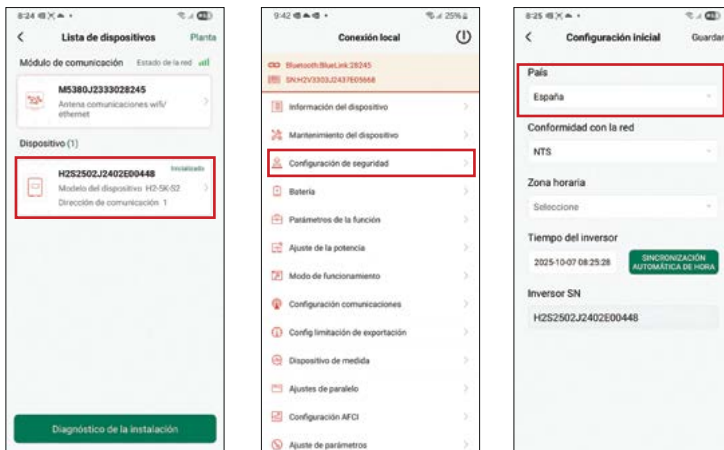 8:24
Lista de dispositivos
Planta
Módulo de comunicación
Estado de la red
M5380J2333028245
Antena comunicaciones wifi/
ethernet
Dispositivo (1)
H2S2502J2402E00448
Inicializado
Modelo del dispositivo H2-5K-S2
Dirección de comunicación 1
Diagnóstico de la instalación
9:42
25%
Conexión local
Bluetooth:BlueLink:28245
SN:H2V3303J2437E05668
Información del dispositivo
Mantenimiento del dispositivo
Configuración de seguridad
Batería
Parámetros de la función
Ajuste de la potencia
Modo de funcionamiento
Configuración comunicaciones
Config limitación de exportación
Dispositivo de medida
Ajustes de paralelo
Configuración AFCI
Ajuste de parámetros
8:25
Configuración inicial
Guardar
País
España
Conformidad con la red
NTS
Zona horaria
Seleccione
Tiempo del inversor
2025-10-07 08:25:28
SINCRONIZACIÓN
AUTOMÁTICA DE HORA
Inversor SN
H2S2502J2402E00448